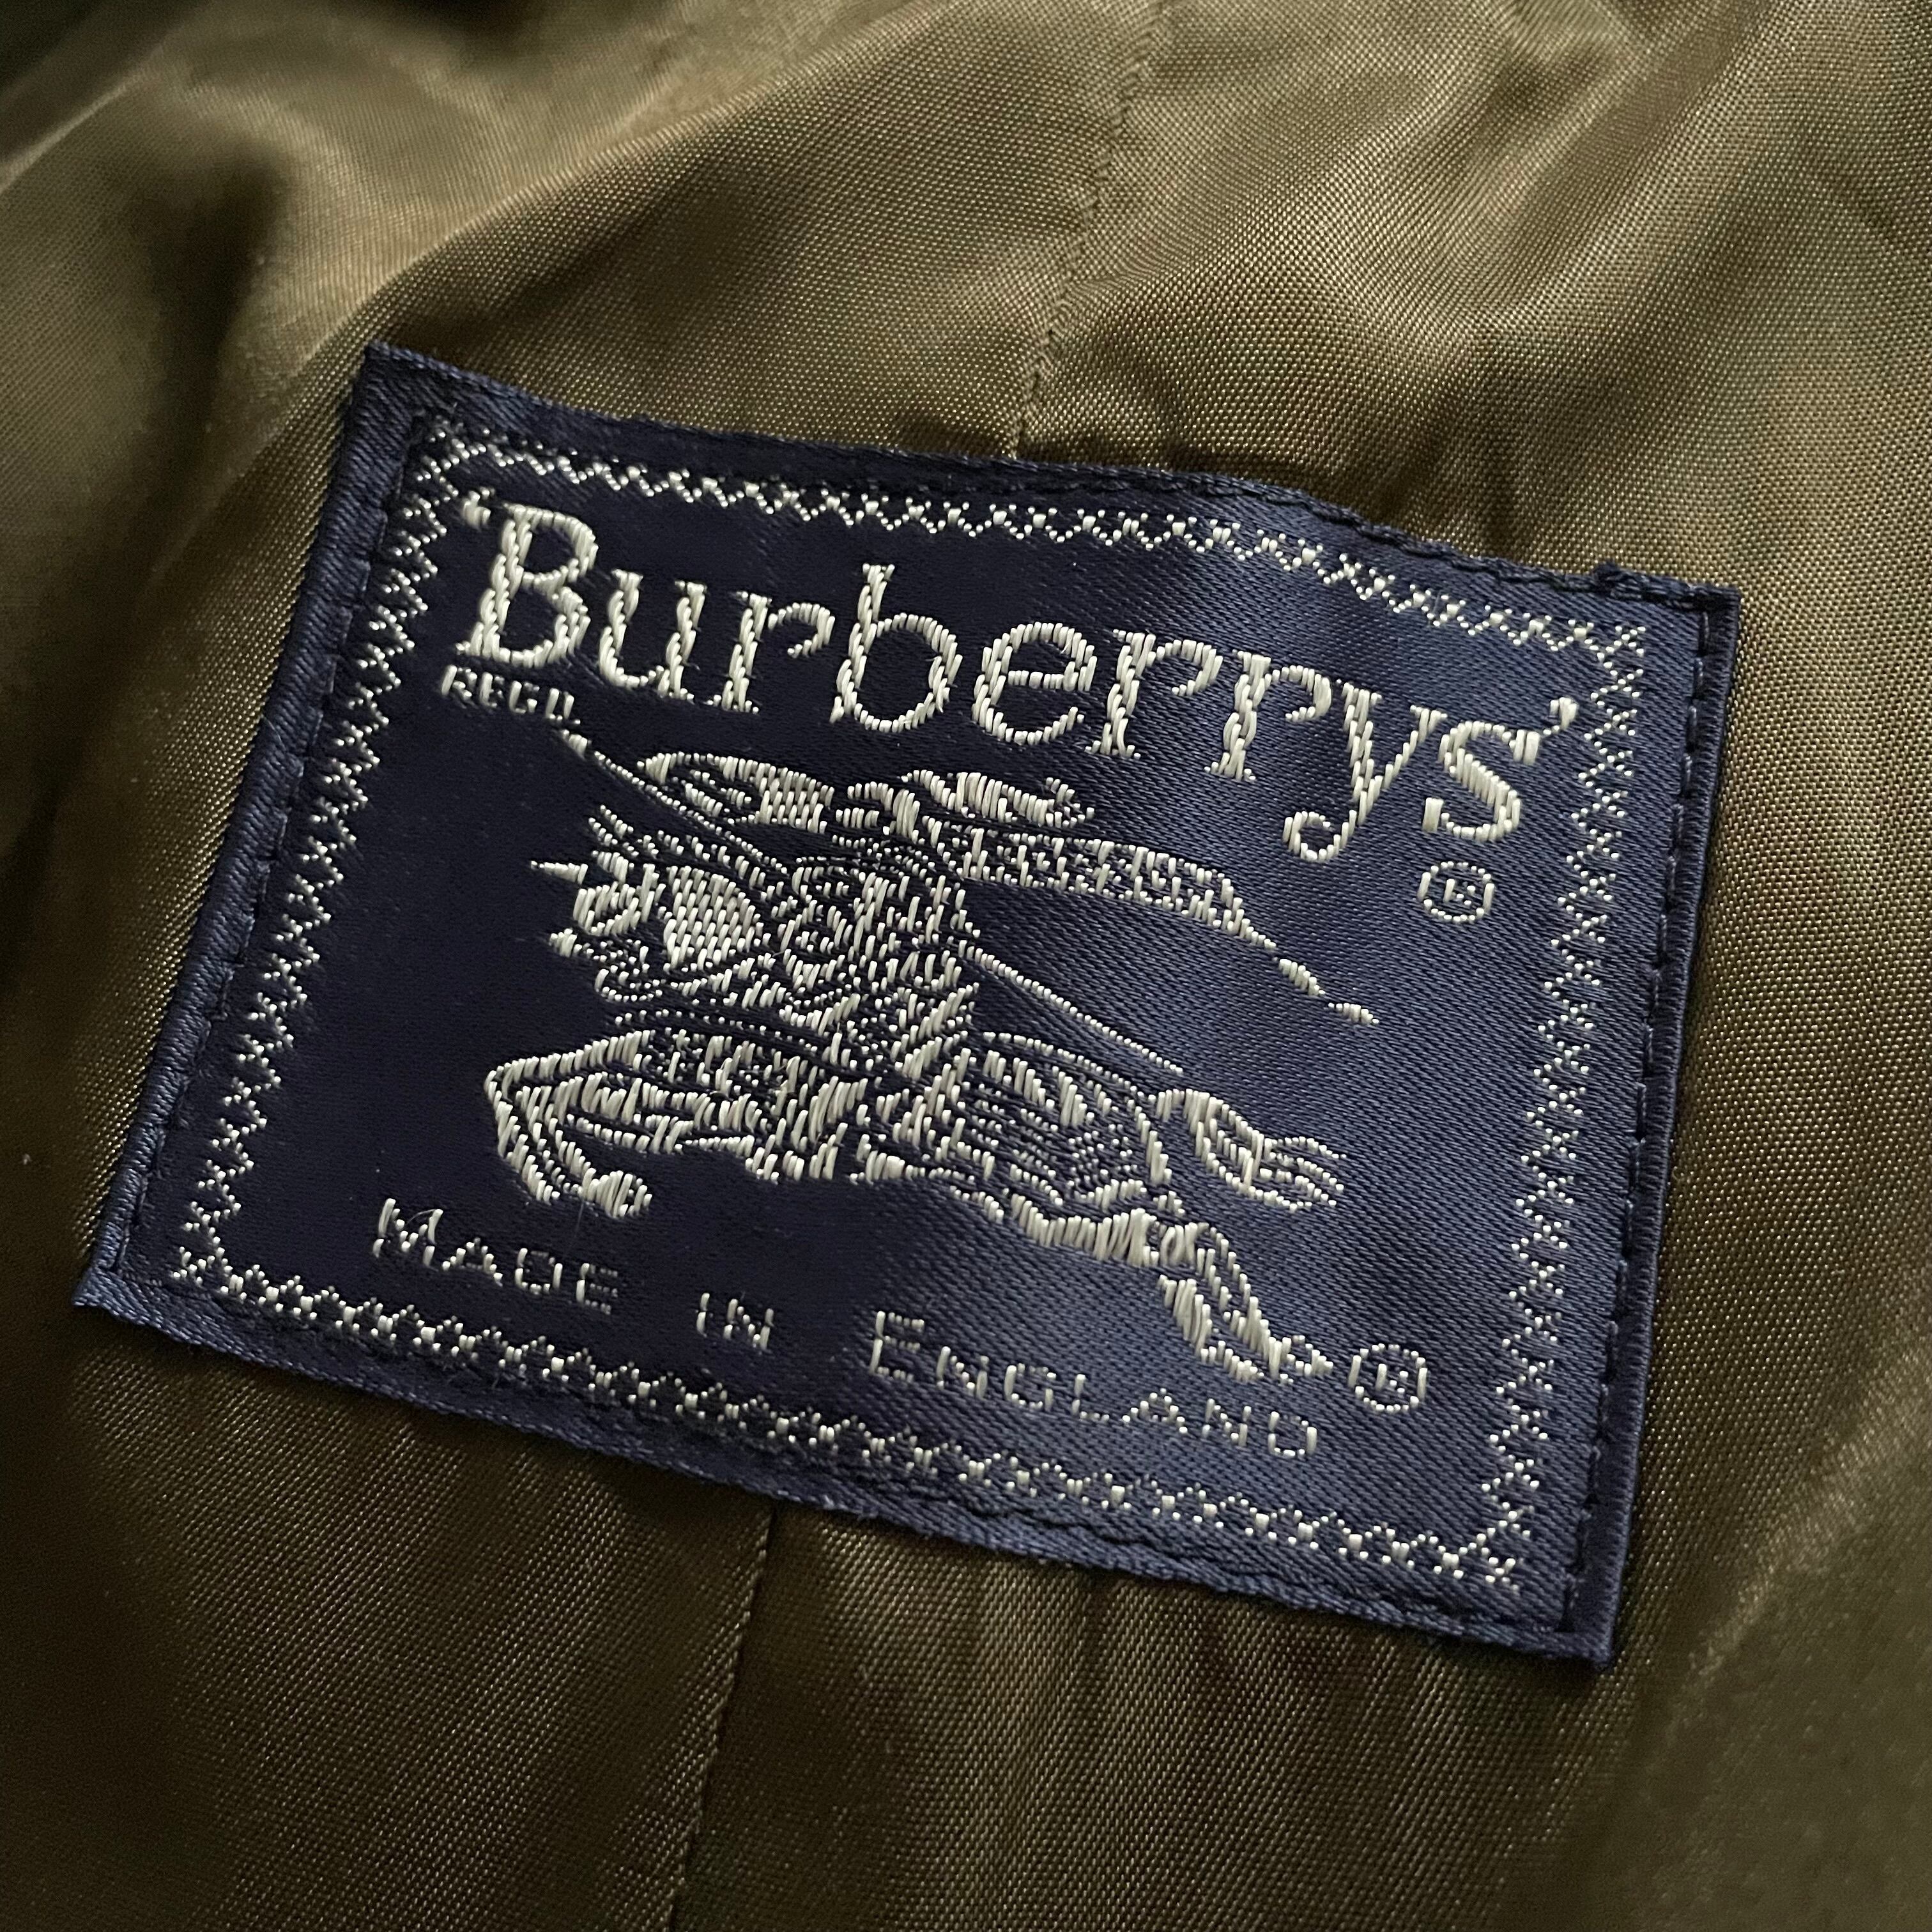 ‘Burberrys’
REGD.
®
MADE IN ENGLAND ®